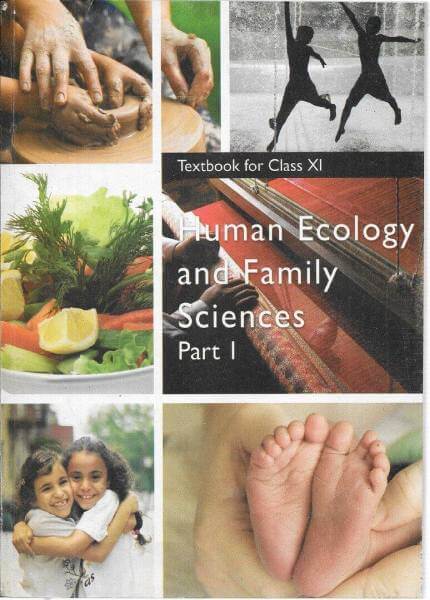 Textbook for Class XI
Human Ecology
and Family
Sciences
Part I